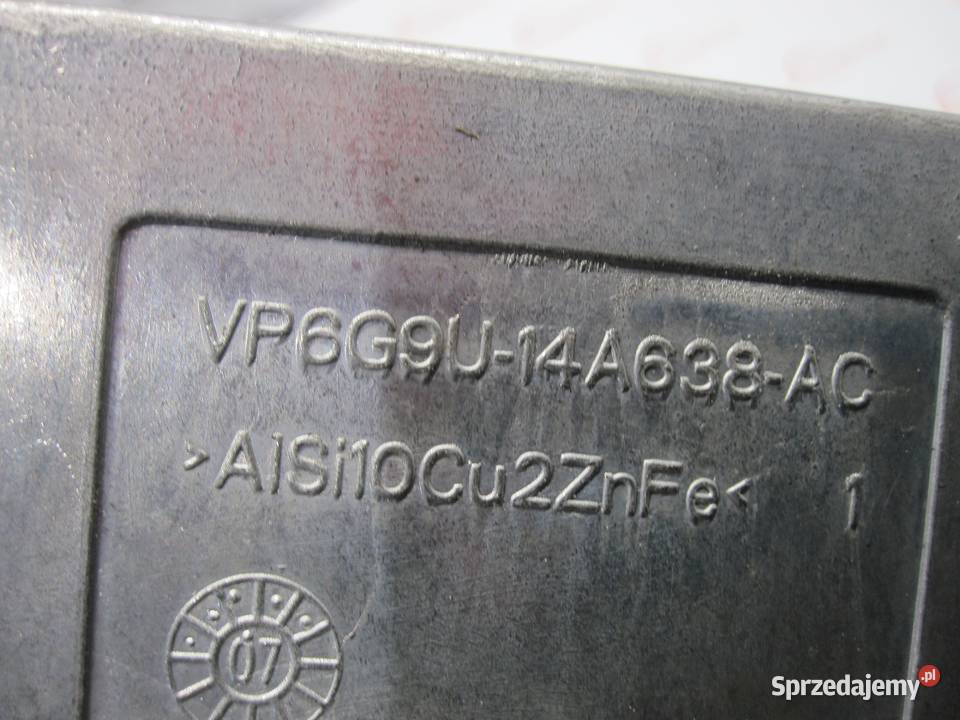 VP6G9U-14A638-AC
>AlSi10Cu2ZnFe< 1
07
Sprzedajemy.pl